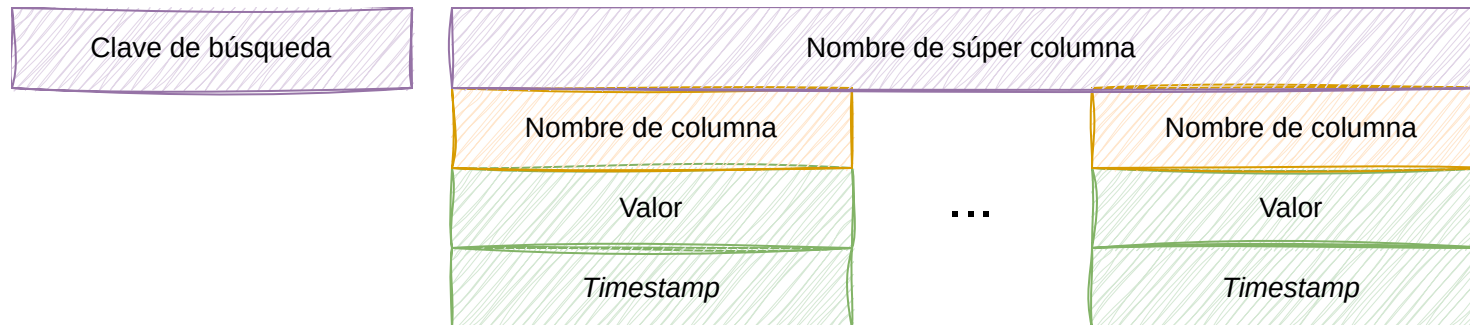 Clave de búsqueda
Nombre de súper columna
Nombre de columna
Nombre de columna
Valor
...
Valor
Timestamp
Timestamp